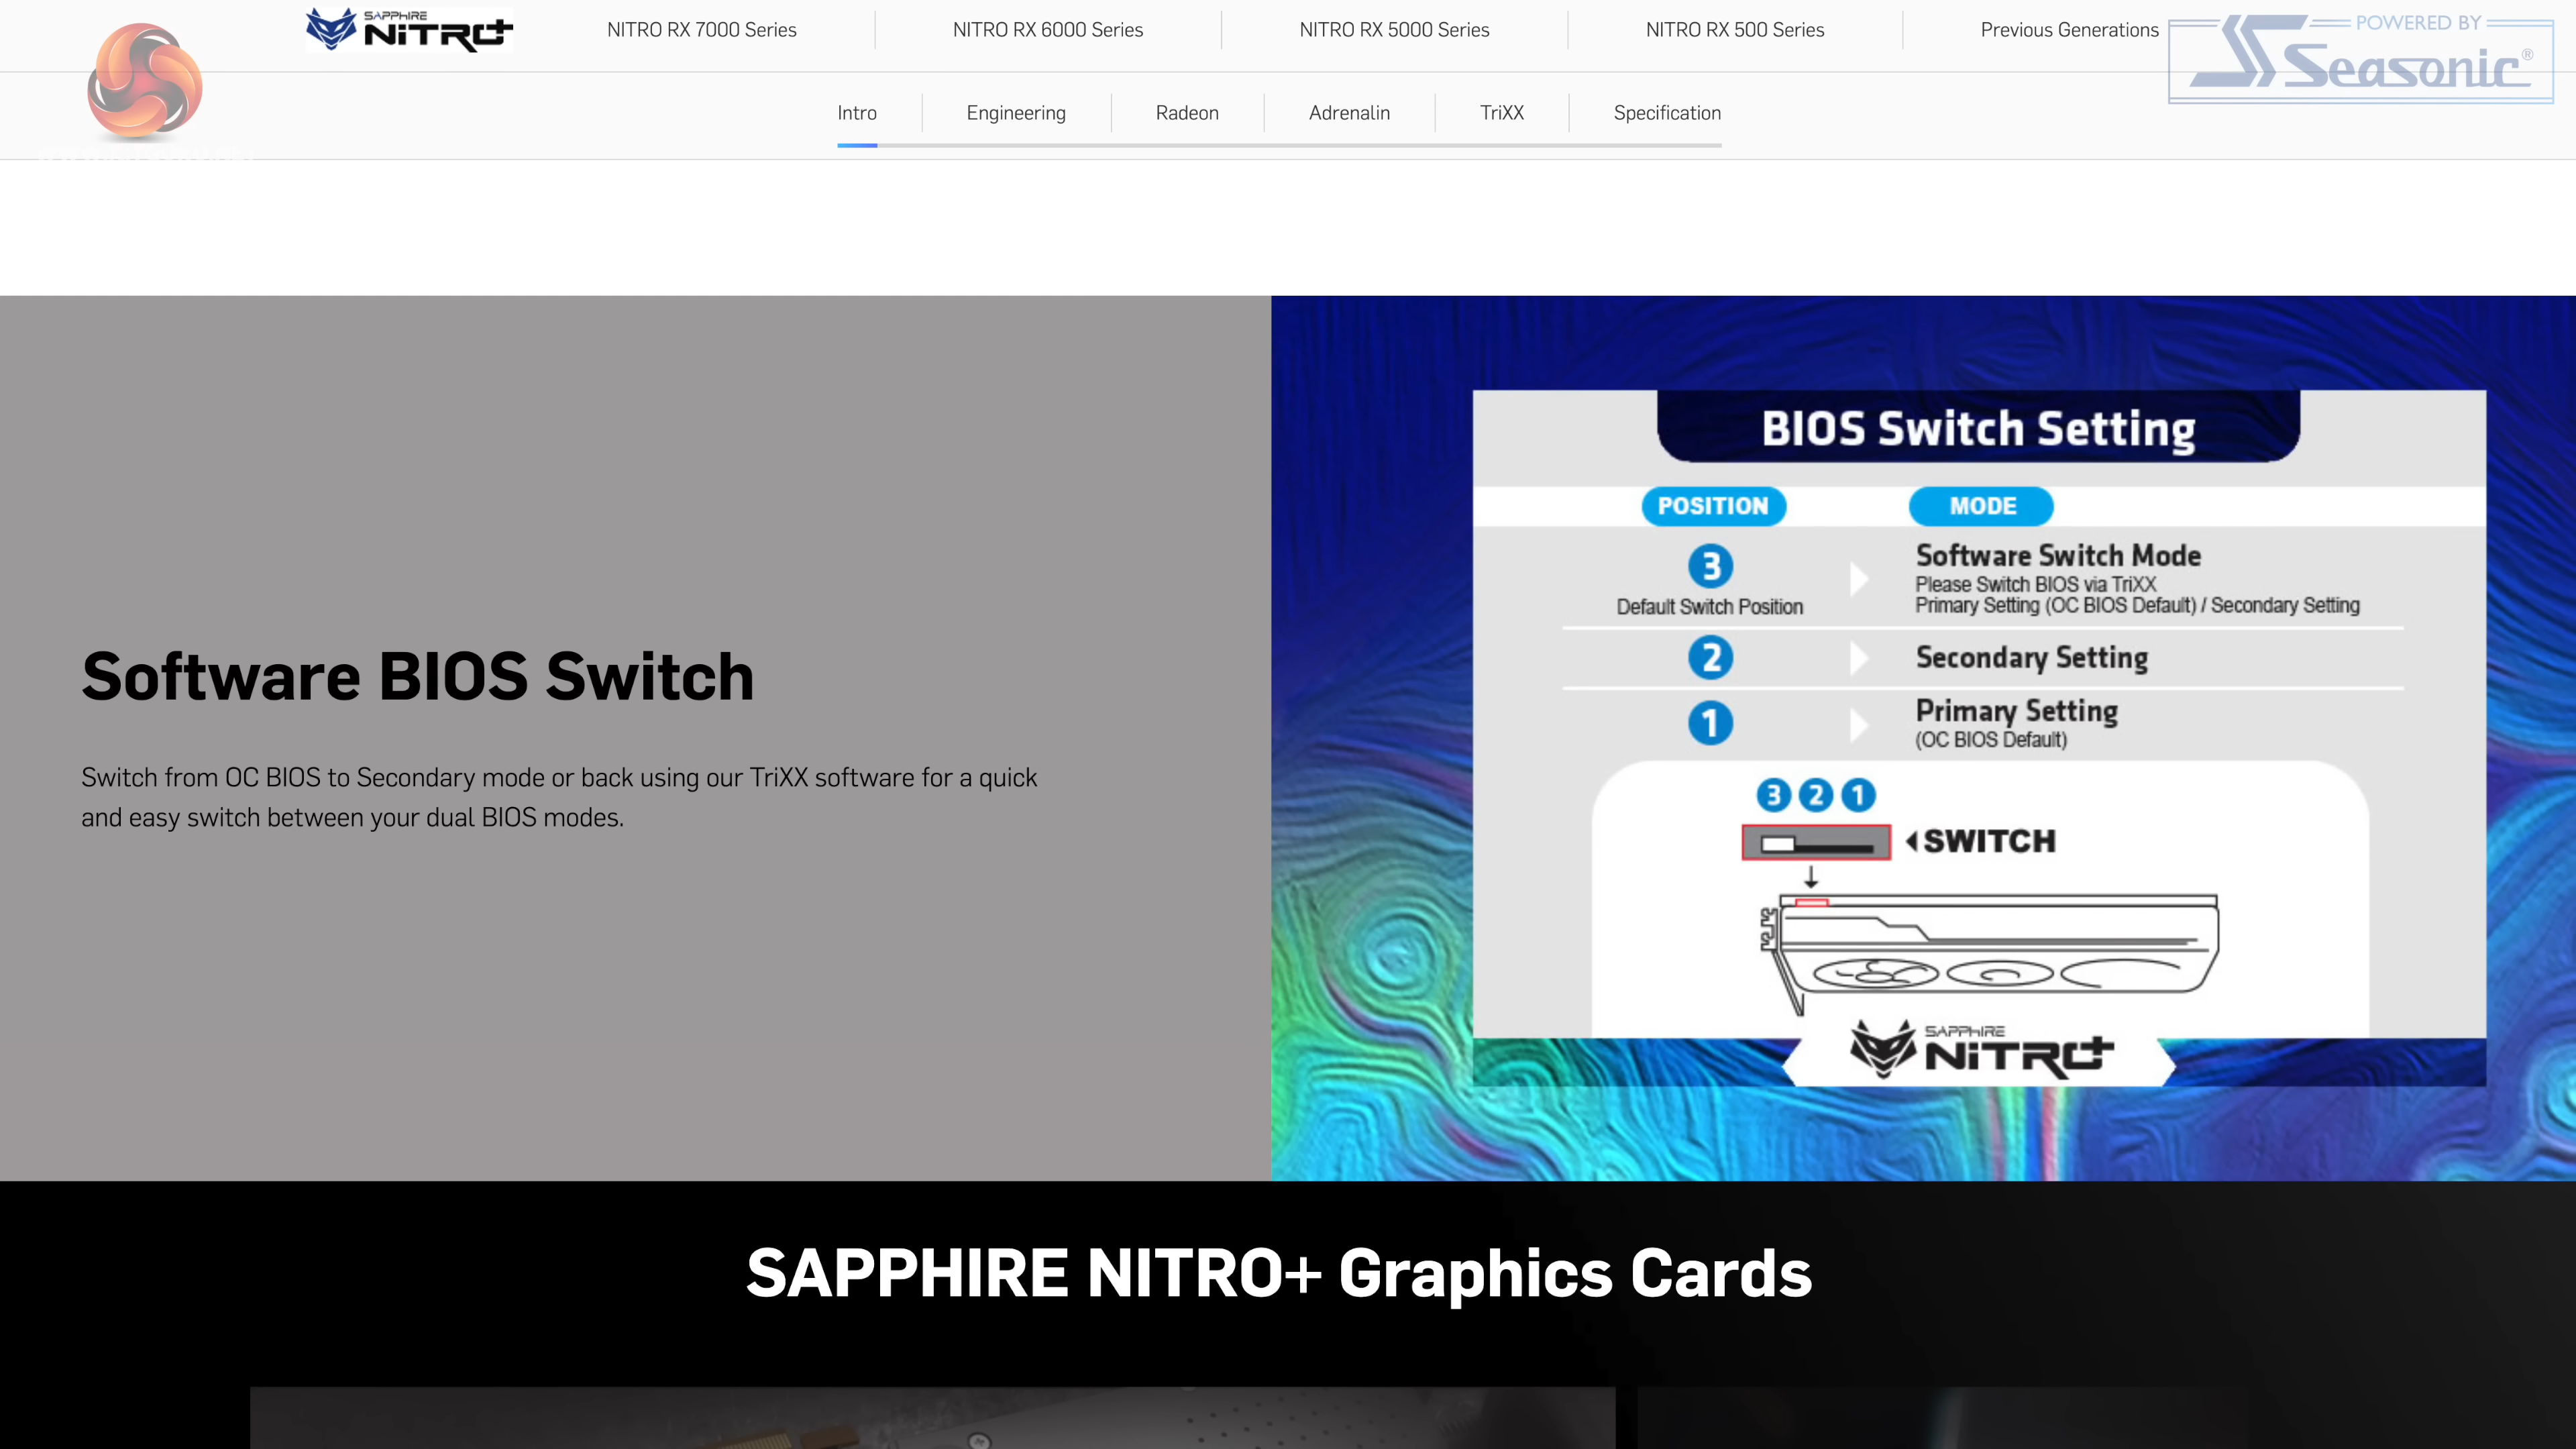 SAPPHIRE
NiTRO+
NITRO RX 7000 Series
NITRO RX 6000 Series
NITRO RX 5000 Series
NITRO RX 500 Series
Previous Generations
POWERED BY
Seasonic®
Intro
Engineering
Radeon
Adrenalin
TriXX
Specification
Software BIOS Switch
Switch from OC BIOS to Secondary mode or back using our TriXX software for a quick
and easy switch between your dual BIOS modes.
BIOS Switch Setting
POSITION MODE
3 Software Switch Mode
Please Switch BIOS via TriXX
Default Switch Position Primary Setting (OC BIOS Default) / Secondary Setting
2 Secondary Setting
1 Primary Setting
(OC BIOS Default)
3 2 1
SWITCH
SAPPHIRE
NiTRO+
SAPPHIRE NITRO+ Graphics Cards